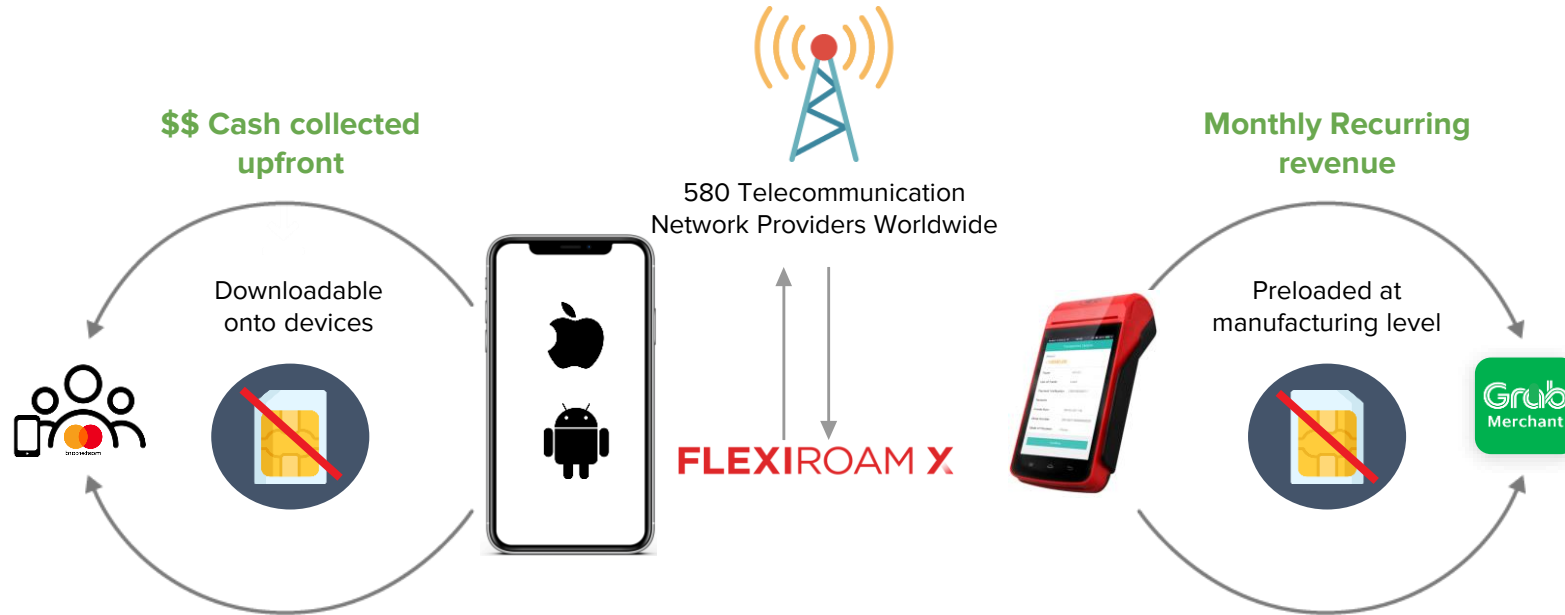 $$ Cash collected
upfront
Downloadable
onto devices
580 Telecommunication
Network Providers Worldwide
FLEXIROAM X
Monthly Recurring
revenue
Preloaded at
manufacturing level
Grab
Merchant